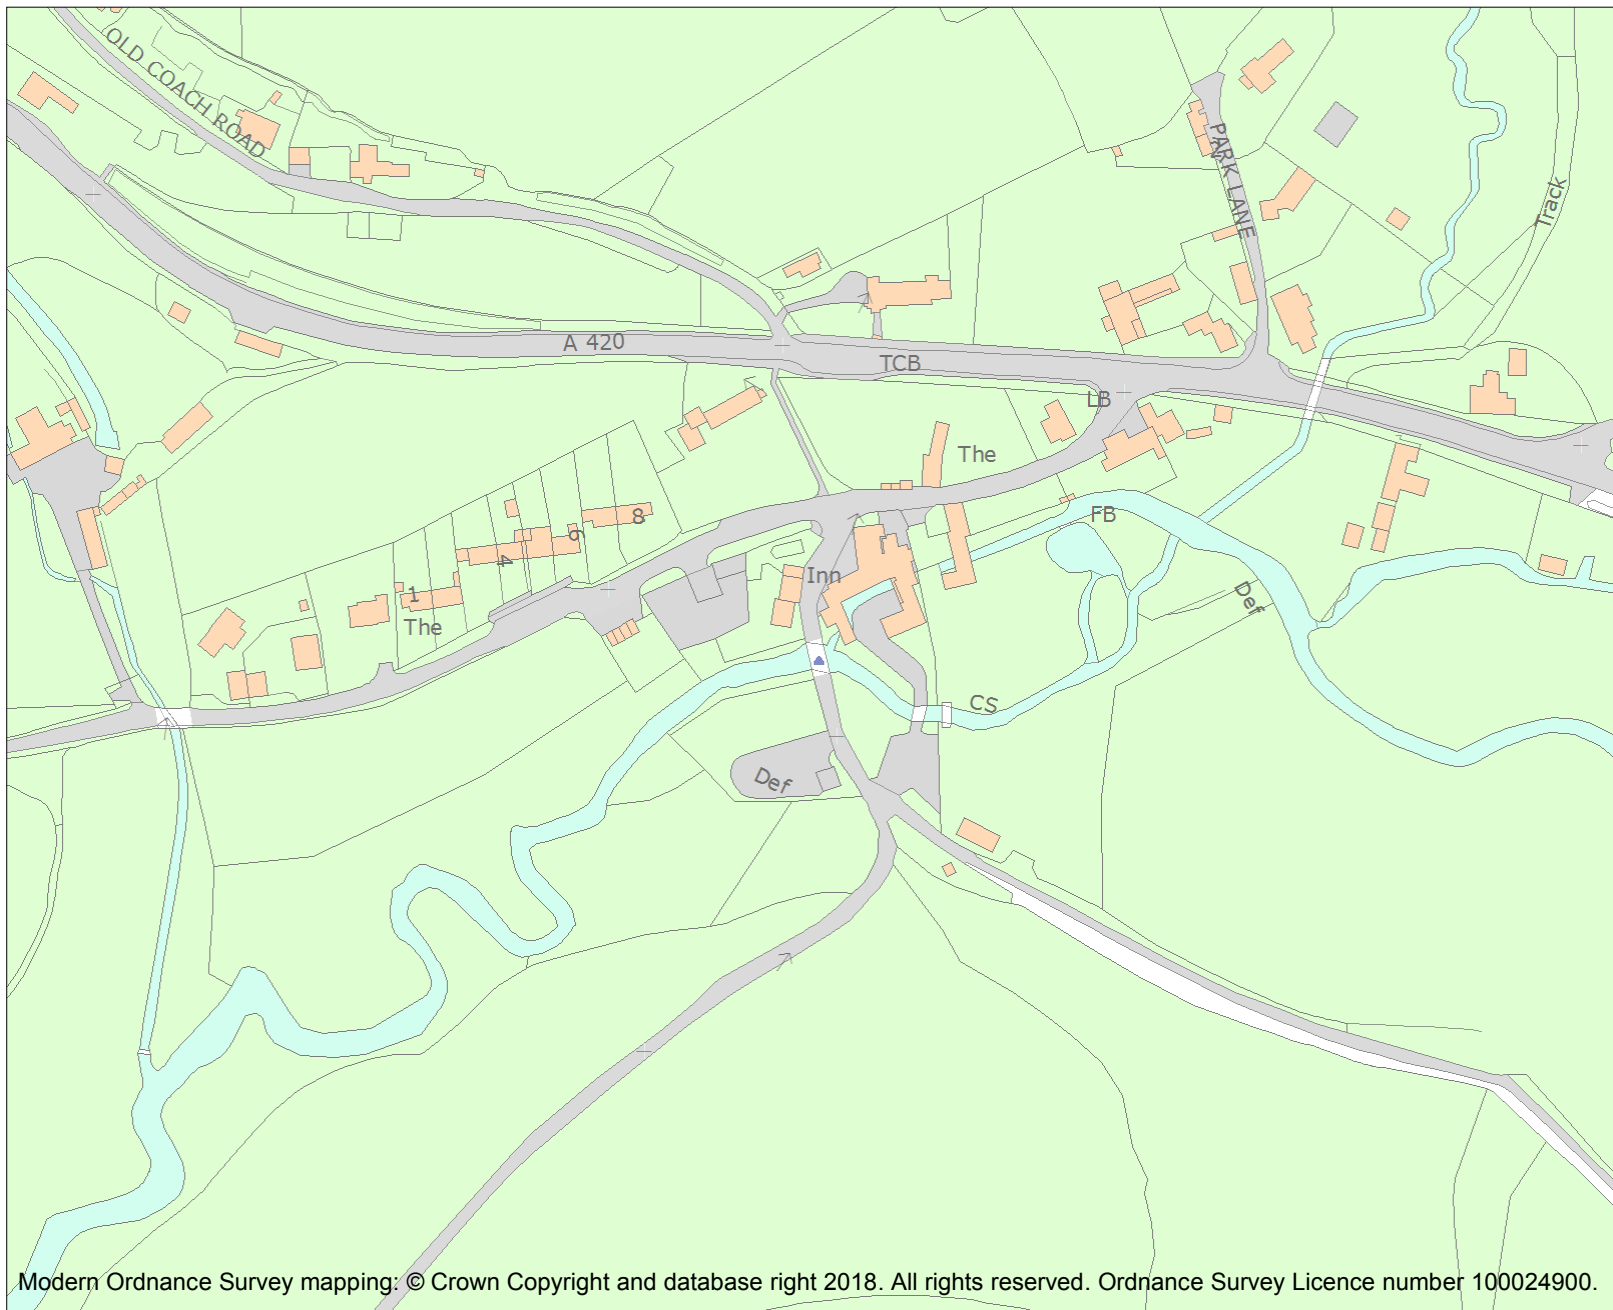 OLD COACH ROAD
PARK LANE
Track
A 420
TCB
LB
The
8
6
4
FB
Inn
1
The
Def
CS
Def
Modern Ordnance Survey mapping: © Crown Copyright and database right 2018. All rights reserved. Ordnance Survey Licence number 100024900.